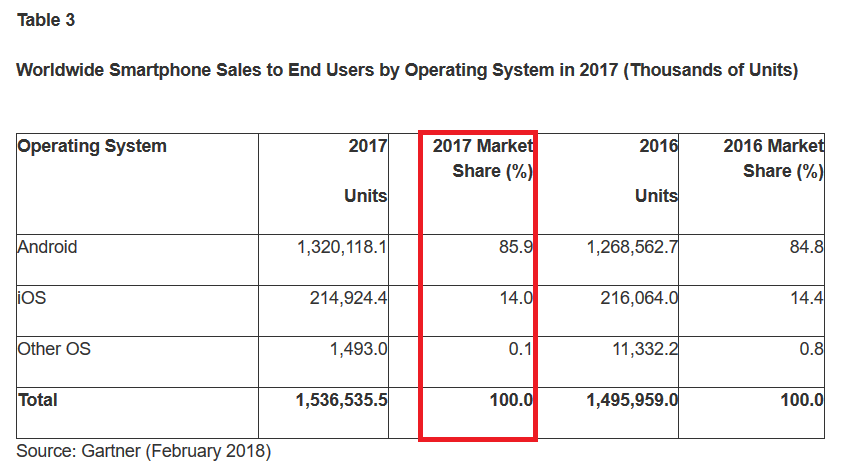 Table 3
Worldwide Smartphone Sales to End Users by Operating System in 2017 (Thousands of Units)
Operating System 2017 2017 Market 2016 2016 Market
Share (%) Share (%)
Units Units
Android 1,320,118.1 85.9 1,268,562.7 84.8
iOS 214,924.4 14.0 216,064.0 14.4
Other OS 1,493.0 0.1 11,332.2 0.8
Total 1,536,535.5 100.0 1,495,959.0 100.0
Source: Gartner (February 2018)